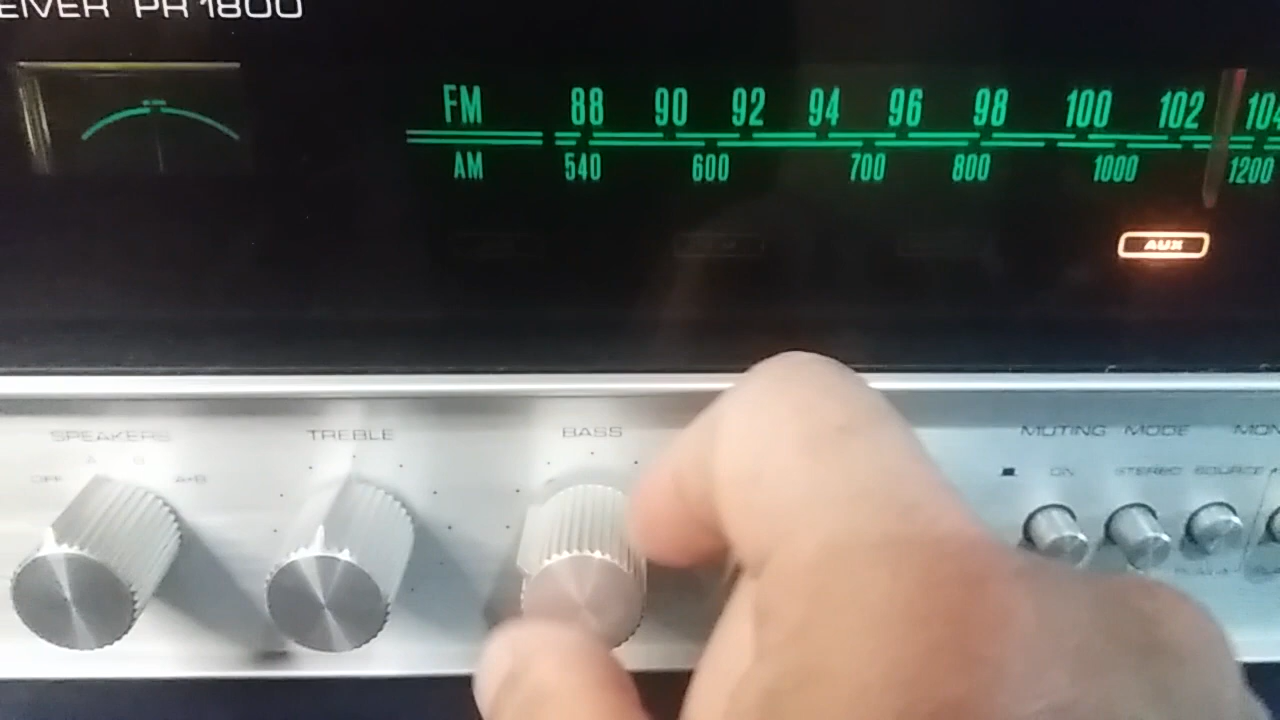 EIVER PR 1800
FM 88 90 92 94 96 98 100 102 104
AM 540 600 700 800 1000 1200
AUX
SPEAKERS TREBLE BASS MUTING MODE MON
A B
OFF A+B ON STEREO SOURCE